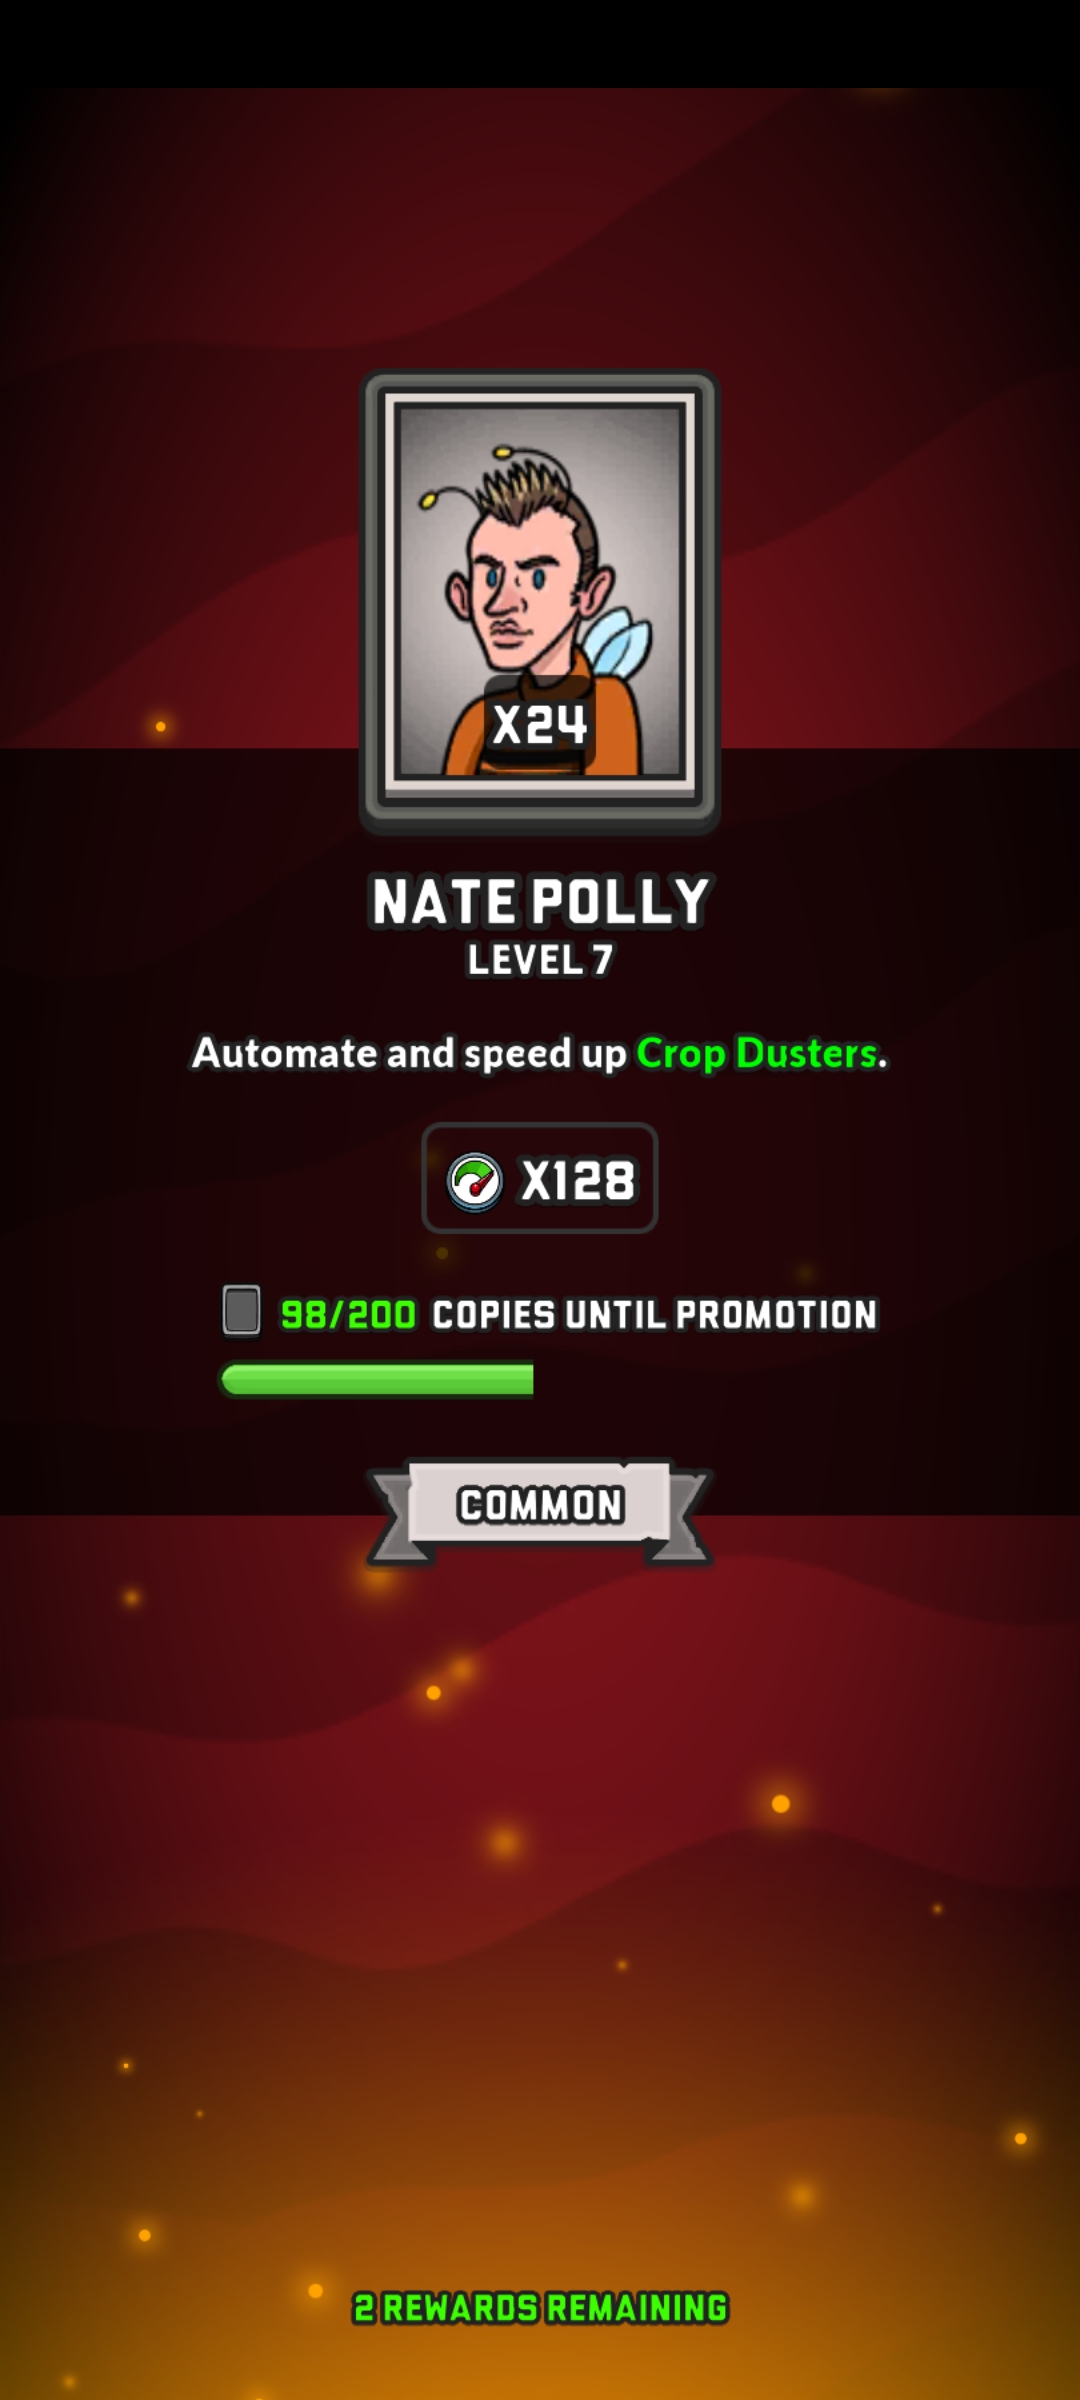 X24
NATE POLLY
LEVEL 7
Automate and speed up Crop Dusters.
X128
98/200 COPIES UNTIL PROMOTION
COMMON
2 REWARDS REMAINING